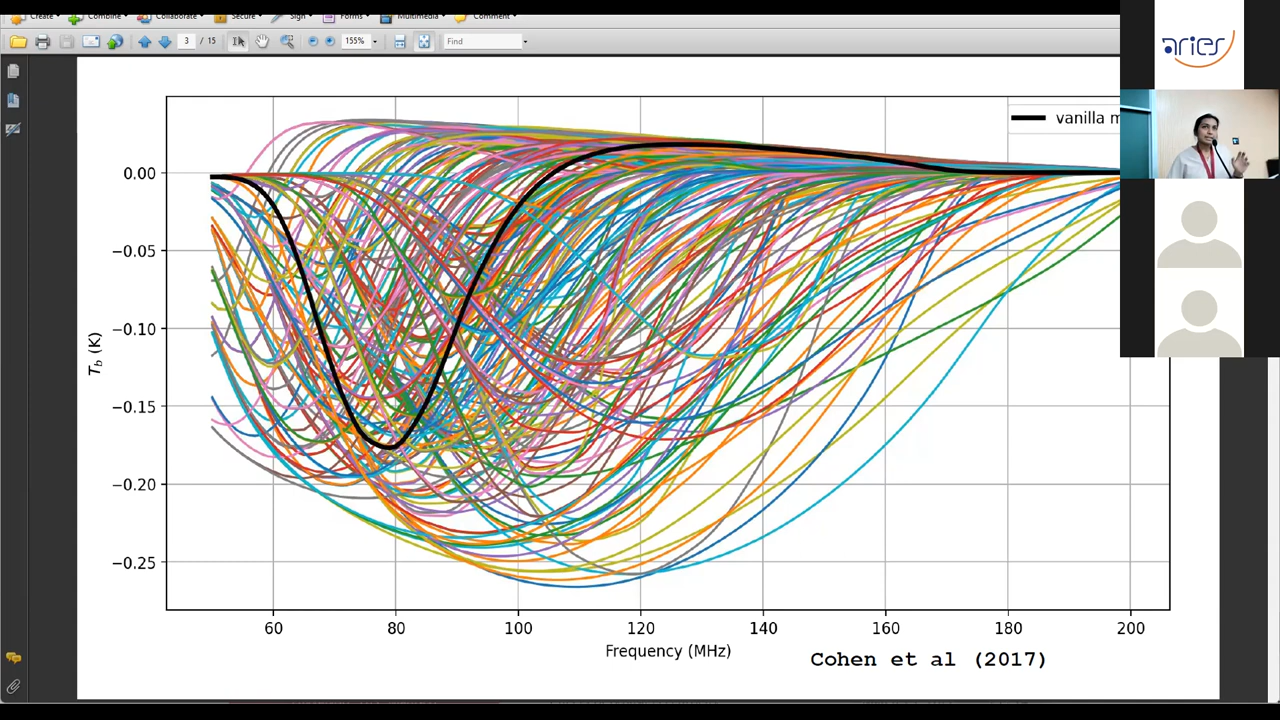 Create Combine Collaborate Secure Sign Forms Multimedia Comment
3 / 15 155% Find
aries
vanilla m
0.00
−0.05
−0.10
−0.15
−0.20
−0.25
T_b (K)
60 80 100 120 140 160 180 200
Frequency (MHz)
Cohen et al (2017)